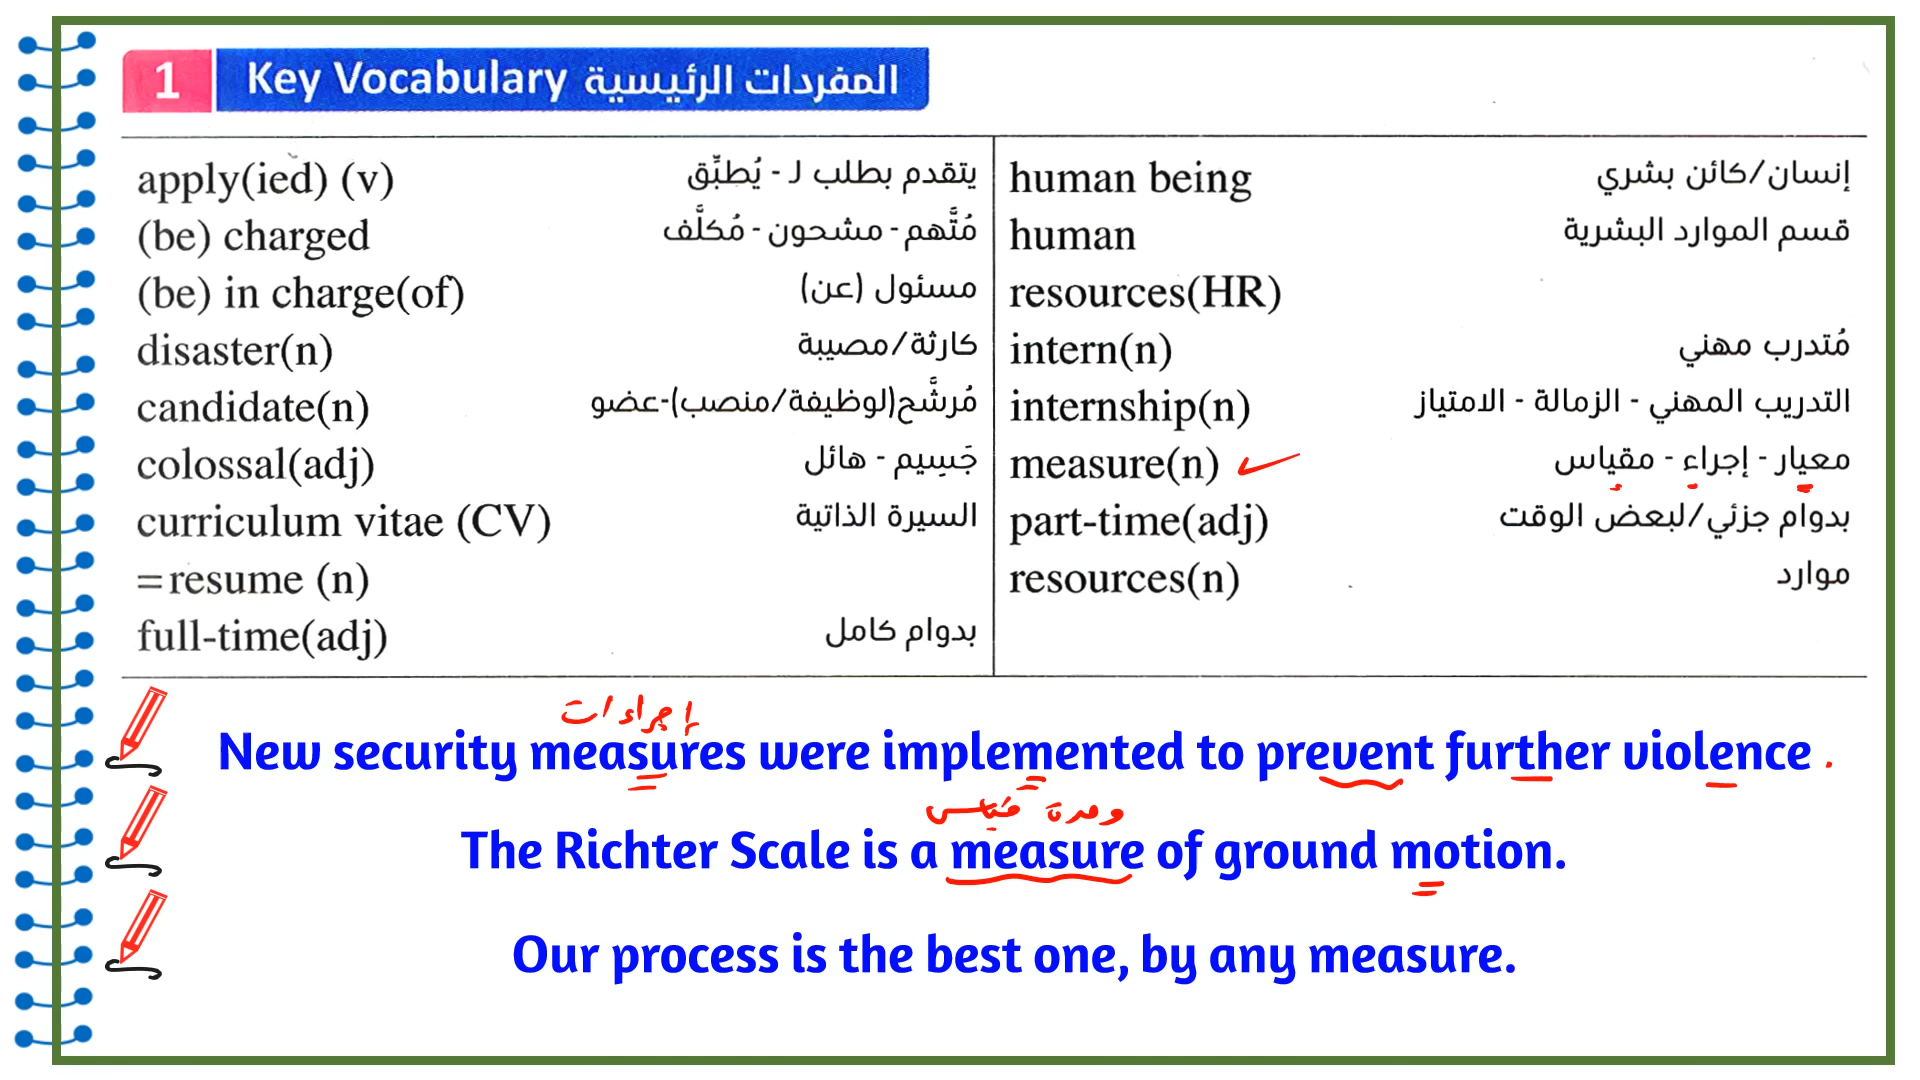 1 Key Vocabulary المفردات الرئيسية
apply(ied) (v) يتقدم بطلب لـ - يُطبِّق
(be) charged مُتَّهم - مشحون - مُكلَّف
(be) in charge(of) مسئول (عن)
disaster(n) كارثة/مصيبة
candidate(n) مُرشَّح(لوظيفة/منصب)-عضو
colossal(adj) جَسِيم - هائل
curriculum vitae (CV) السيرة الذاتية
=resume (n)
full-time(adj) بدوام كامل
human being إنسان/كائن بشري
human قسم الموارد البشرية
resources(HR)
intern(n) مُتدرب مهني
internship(n) التدريب المهني - الزمالة - الامتياز
measure(n) معيار - إجراء - مقياس
part-time(adj) بدوام جزئي/لبعض الوقت
resources(n) موارد
إجراءات
New security measures were implemented to prevent further violence .
وحدة قياس
The Richter Scale is a measure of ground motion.
Our process is the best one, by any measure.